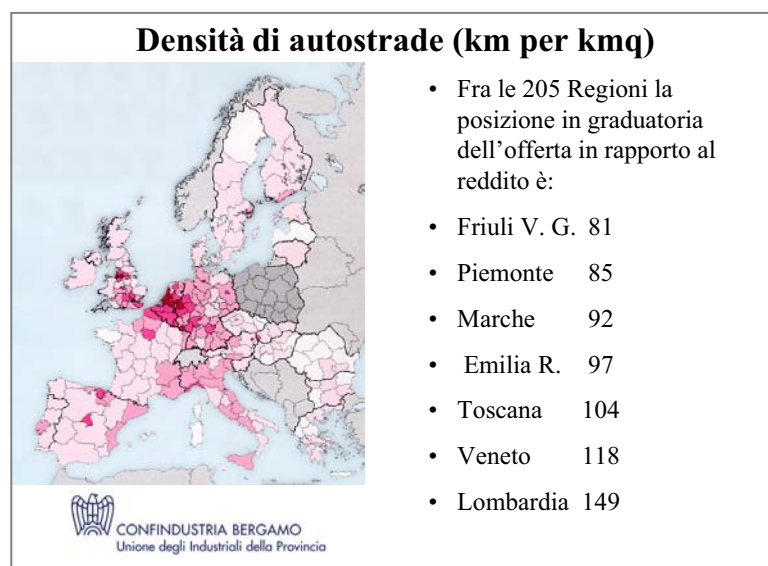 Densità di autostrade (km per kmq)
• Fra le 205 Regioni la
posizione in graduatoria
dell'offerta in rapporto al
reddito è:
• Friuli V. G. 81
• Piemonte 85
• Marche 92
• Emilia R. 97
• Toscana 104
• Veneto 118
• Lombardia 149
CONFINDUSTRIA BERGAMO
Unione degli Industriali della Provincia